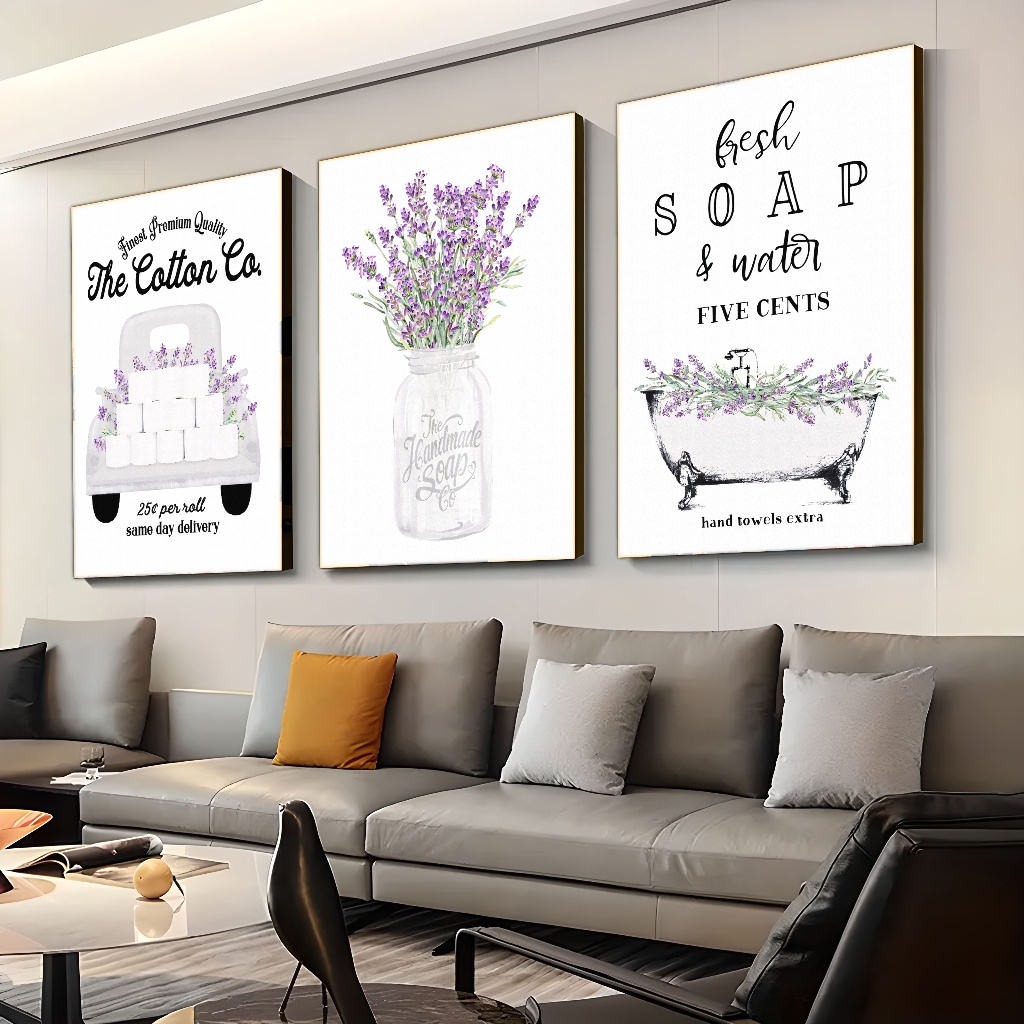 Finest Premium Quality
The Cotton Co.
25¢ per roll
same day delivery
The
Handmade
Soap
Co
fresh
SOAP
& water
FIVE CENTS
hand towels extra